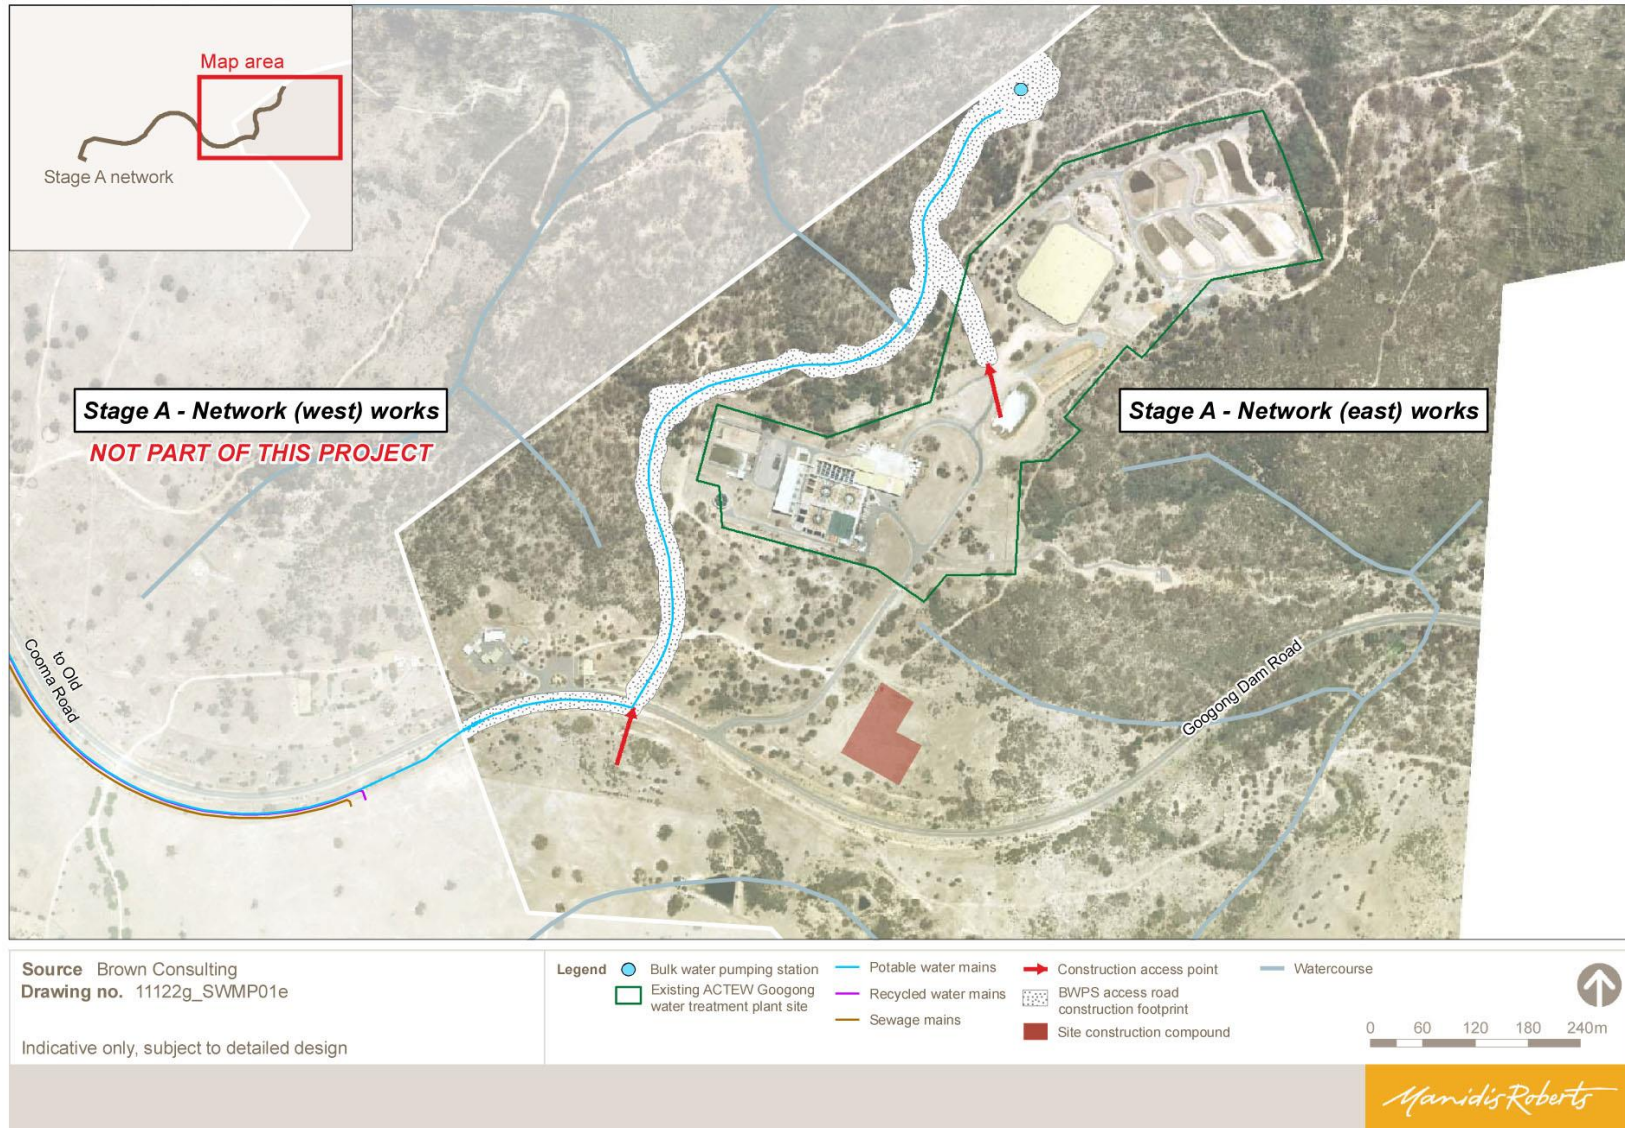 Map area
Stage A network
Stage A - Network (west) works
NOT PART OF THIS PROJECT
Stage A - Network (east) works
to Old
Cooma Road
Googong Dam Road
Source Brown Consulting
Drawing no. 11122g_SWMP01e
Indicative only, subject to detailed design
Legend
Bulk water pumping station
Existing ACTEW Googong
water treatment plant site
Potable water mains
Recycled water mains
Sewage mains
Construction access point
BWPS access road
construction footprint
Site construction compound
Watercourse
0 60 120 180 240m
Manidis Roberts